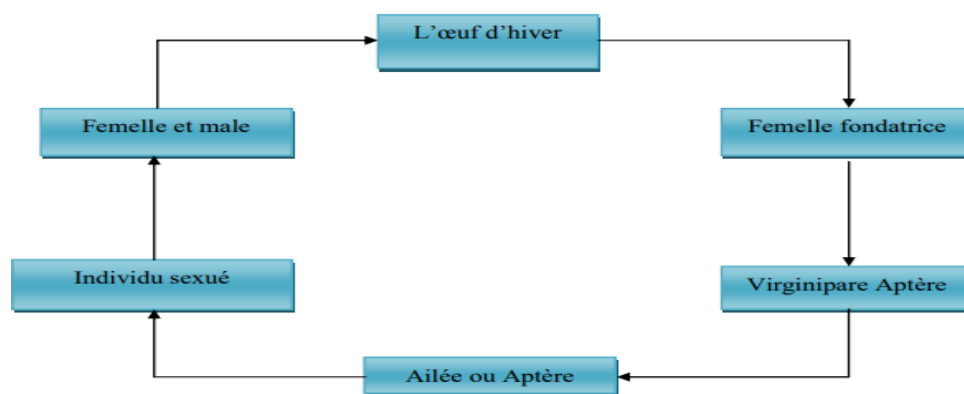 L'œuf d'hiver
Femelle et male
Femelle fondatrice
Individu sexué
Virginipare Aptère
Ailée ou Aptère